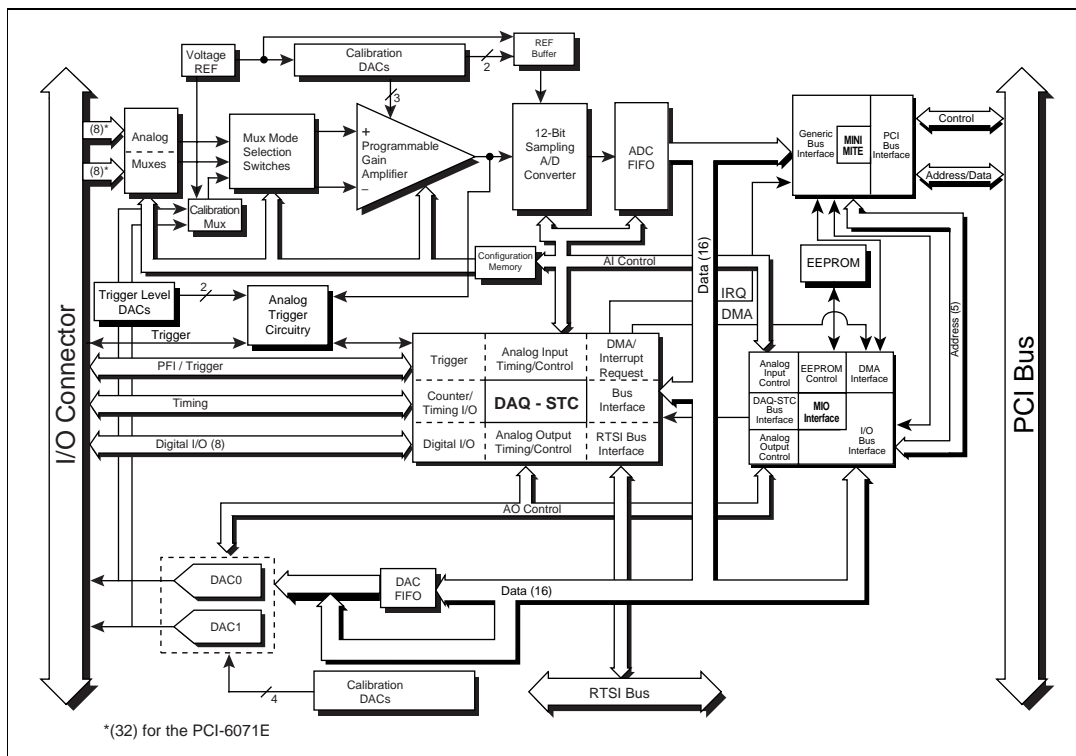 Voltage
REF
Calibration
DACs
2
REF
Buffer
3
(8)*
(8)*
Analog
Muxes
Mux Mode
Selection
Switches
+
Programmable
Gain
Amplifier
–
12-Bit
Sampling
A/D
Converter
ADC
FIFO
Generic
Bus
Interface
MINI
MITE
PCI
Bus
Interface
Control
Address/Data
Calibration
Mux
Configuration
Memory
AI Control
Data (16)
EEPROM
Address (5)
IRQ
DMA
Trigger Level
DACs
2
Analog
Trigger
Circuitry
Trigger
PFI / Trigger
Timing
Digital I/O (8)
I/O Connector
PCI Bus
Trigger
Analog Input
Timing/Control
DMA/
Interrupt
Request
Counter/
Timing I/O
DAQ - STC
Bus
Interface
Digital I/O
Analog Output
Timing/Control
RTSI Bus
Interface
Analog
Input
Control
EEPROM
Control
DMA
Interface
DAQ-STC
Bus
Interface
MIO
Interface
I/O
Bus
Interface
Analog
Output
Control
AO Control
DAC0
DAC1
DAC
FIFO
Data (16)
4
Calibration
DACs
RTSI Bus
*(32) for the PCI-6071E